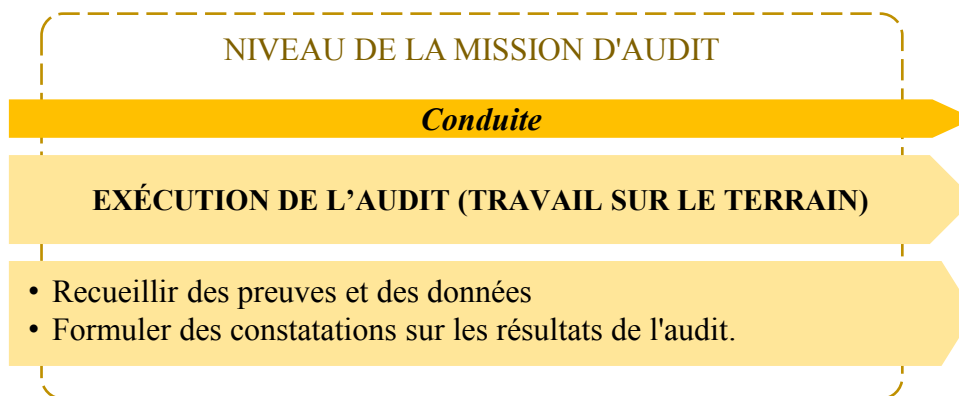 NIVEAU DE LA MISSION D'AUDIT
Conduite
EXÉCUTION DE L’AUDIT (TRAVAIL SUR LE TERRAIN)
• Recueillir des preuves et des données
• Formuler des constatations sur les résultats de l'audit.